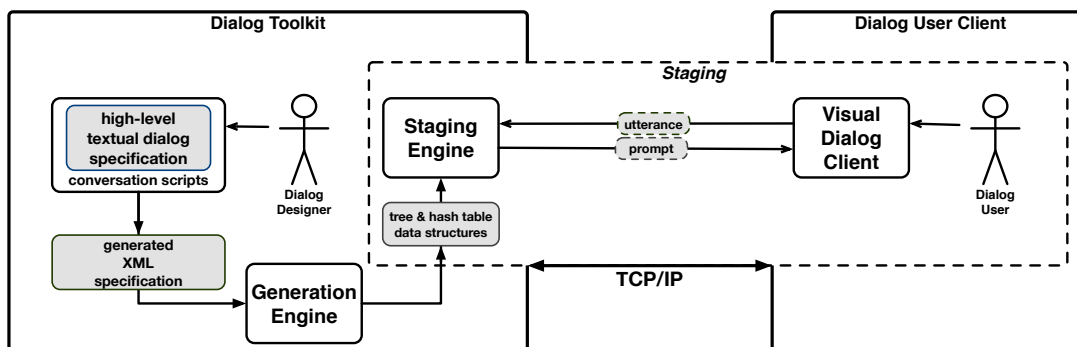 Dialog Toolkit
Dialog User Client
Staging
high-level
textual dialog
specification
conversation scripts
Dialog
Designer
Staging
Engine
utterance
prompt
Visual
Dialog
Client
Dialog
User
tree & hash table
data structures
generated
XML
specification
Generation
Engine
TCP/IP